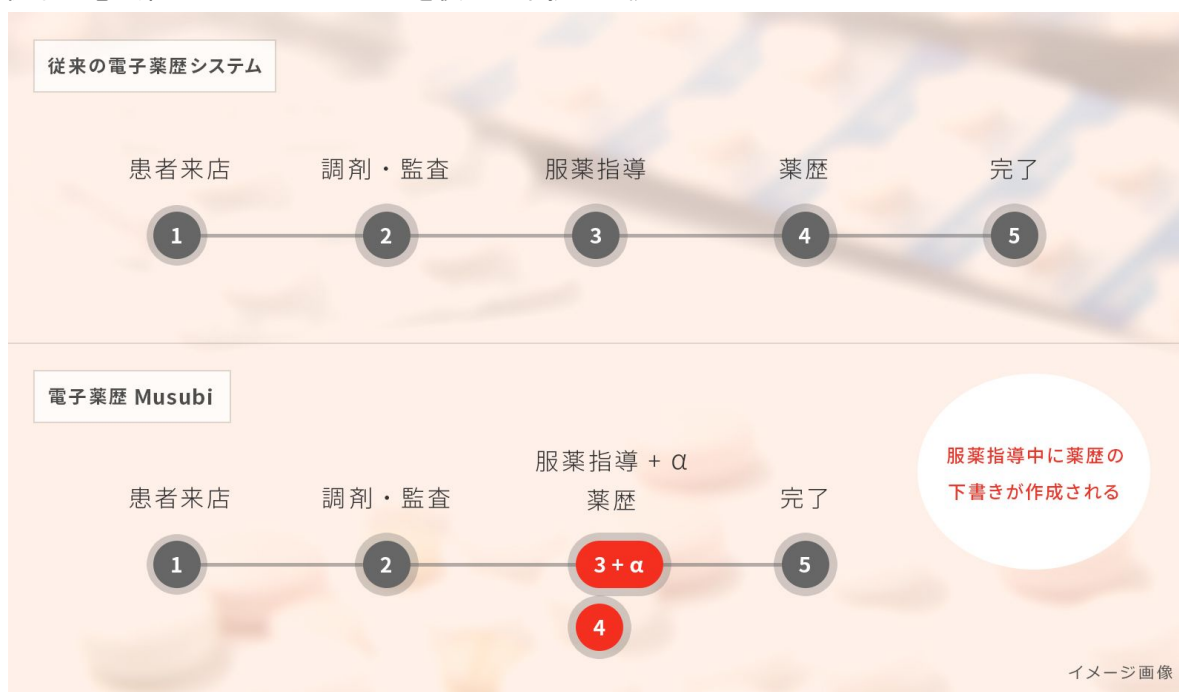 従来の電子薬歴システム
患者来店 調剤・監査 服薬指導 薬歴 完了
1 2 3 4 5
電子薬歴 Musubi
服薬指導 + α
患者来店 調剤・監査 薬歴 完了
1 2 3 + α 5
4
服薬指導中に薬歴の
下書きが作成される
イメージ画像